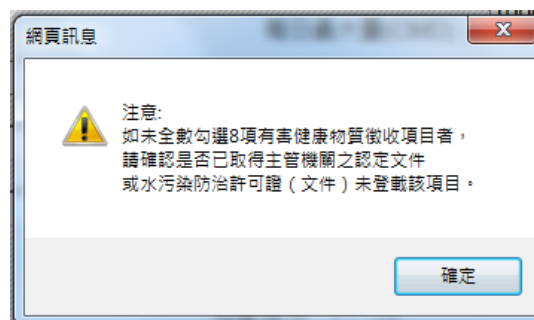 網頁訊息
注意:
如未全數勾選8項有害健康物質徵收項目者，
請確認是否已取得主管機關之認定文件
或水污染防治許可證（文件）未登載該項目。
確定